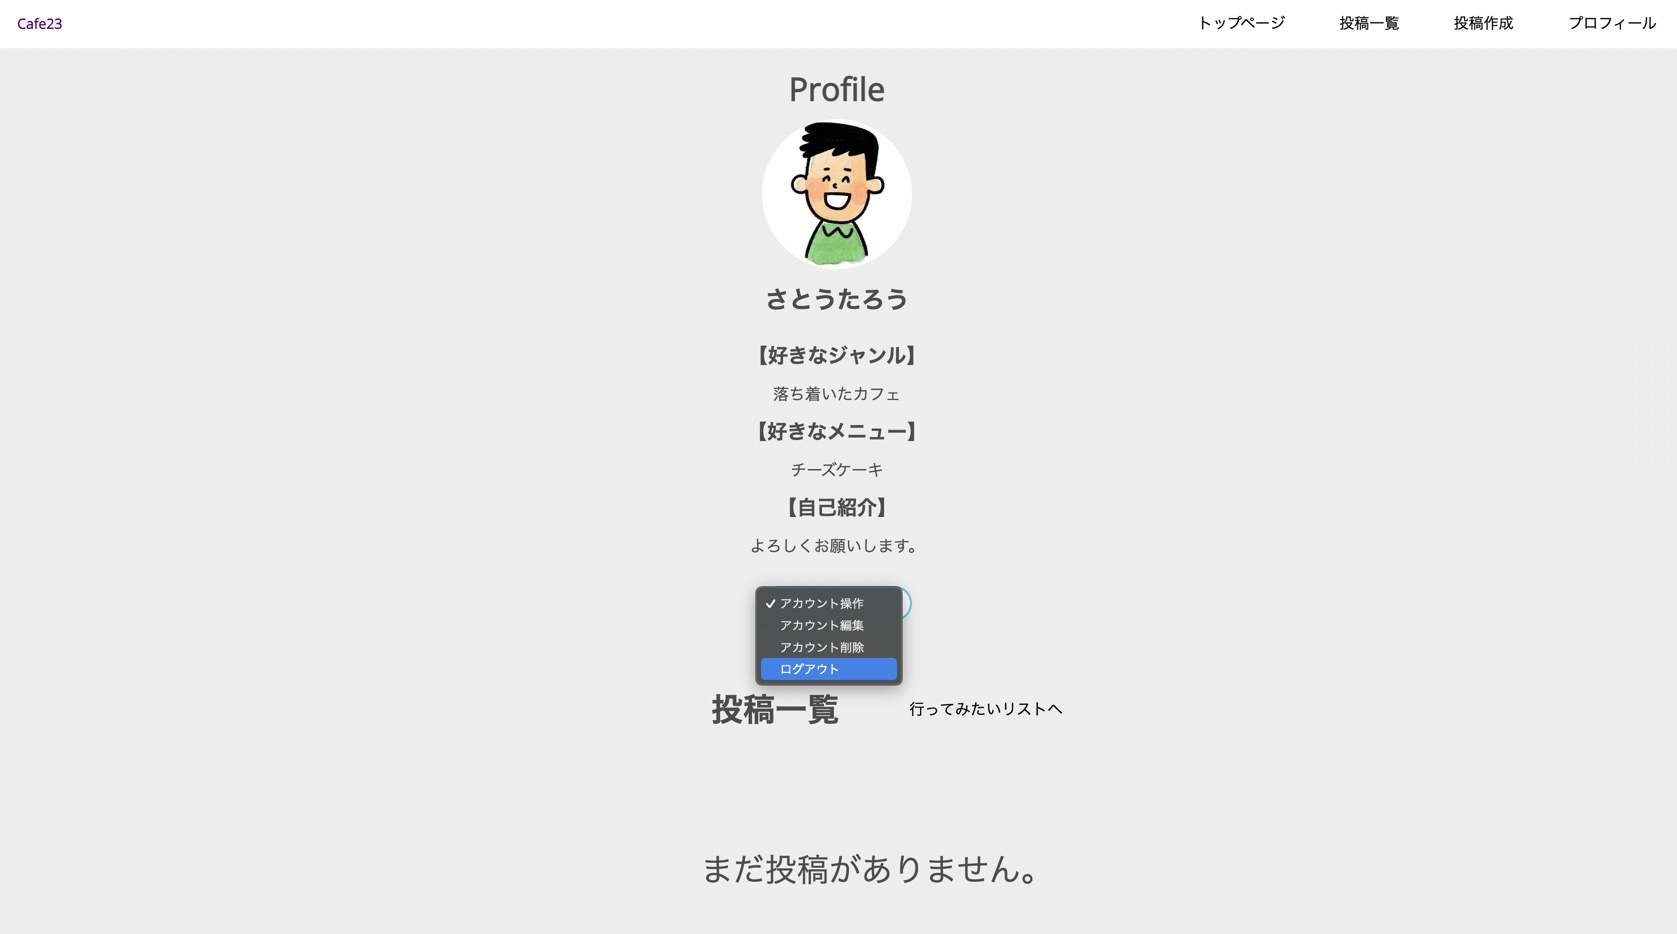 Cafe23
トップページ
投稿一覧
投稿作成
プロフィール
Profile
さとうたろう
【好きなジャンル】
落ち着いたカフェ
【好きなメニュー】
チーズケーキ
【自己紹介】
よろしくお願いします。
✓ アカウント操作
アカウント編集
アカウント削除
ログアウト
投稿一覧
行ってみたいリストへ
まだ投稿がありません。